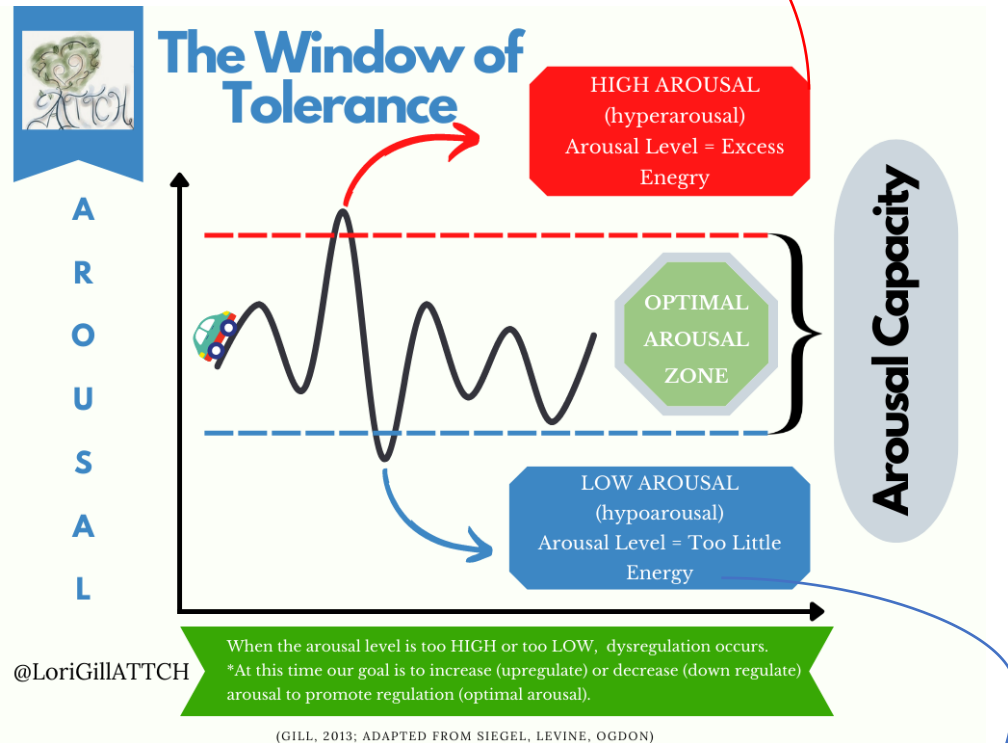 ATTCH
The Window of
Tolerance
HIGH AROUSAL
(hyperarousal)
Arousal Level = Excess
Enegry
A
R
O
U
S
A
L
OPTIMAL
AROUSAL
ZONE
Arousal Capacity
LOW AROUSAL
(hypoarousal)
Arousal Level = Too Little
Energy
When the arousal level is too HIGH or too LOW, dysregulation occurs.
*At this time our goal is to increase (upregulate) or decrease (down regulate)
arousal to promote regulation (optimal arousal).
@LoriGillATTCH
(GILL, 2013; ADAPTED FROM SIEGEL, LEVINE, OGDON)